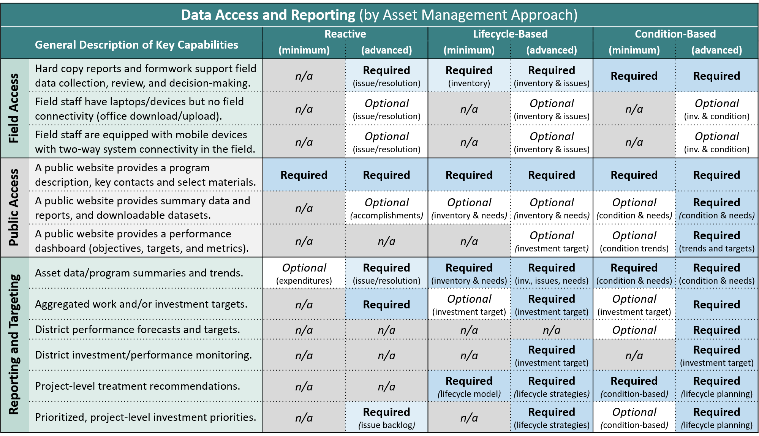 Data Access and Reporting (by Asset Management Approach)
General Description of Key Capabilities
Reactive
Lifecycle-Based
Condition-Based
(minimum) (advanced) (minimum) (advanced) (minimum) (advanced)
Field Access
Hard copy reports and formwork support field
data collection, review, and decision-making.
n/a
Required
(issue/resolution)
Required
(inventory)
Required
(inventory & issues)
Required
Required
Field staff have laptops/devices but no field
connectivity (office download/upload).
n/a
Optional
(issue/resolution)
n/a
Optional
(inventory & issues)
n/a
Optional
(inv. & condition)
Field staff are equipped with mobile devices
with two-way system connectivity in the field.
n/a
Optional
(issue/resolution)
n/a
Optional
(inventory & issues)
n/a
Optional
(inv. & condition)
Public Access
A public website provides a program
description, key contacts and select materials.
Required
Required
Required
Required
Required
Required
A public website provides summary data and
reports, and downloadable datasets.
n/a
Optional
(accomplishments)
Optional
(inventory & needs)
Optional
(inventory & needs)
Optional
(condition & needs)
Required
(condition & needs)
A public website provides a performance
dashboard (objectives, targets, and metrics).
n/a
n/a
n/a
Optional
(investment target)
Optional
(condition trends)
Required
(trends and targets)
Reporting and Targeting
Asset data/program summaries and trends.
Optional
(expenditures)
Required
(issue/resolution)
Required
(inventory & needs)
Required
(inv., issues, needs)
Required
(condition & needs)
Required
(condition & needs)
Aggregated work and/or investment targets.
n/a
Required
Optional
(investment target)
Required
(investment target)
Optional
(investment target)
Required
District performance forecasts and targets.
n/a
n/a
n/a
n/a
Optional
Required
District investment/performance monitoring.
n/a
n/a
n/a
Required
(investment target)
n/a
Required
(investment target)
Project-level treatment recommendations.
n/a
n/a
Required
(lifecycle model)
Required
(lifecycle strategies)
Required
(condition-based)
Required
(lifecycle planning)
Prioritized, project-level investment priorities.
n/a
Required
(issue backlog)
n/a
Required
(lifecycle strategies)
Optional
(condition-based)
Required
(lifecycle planning)